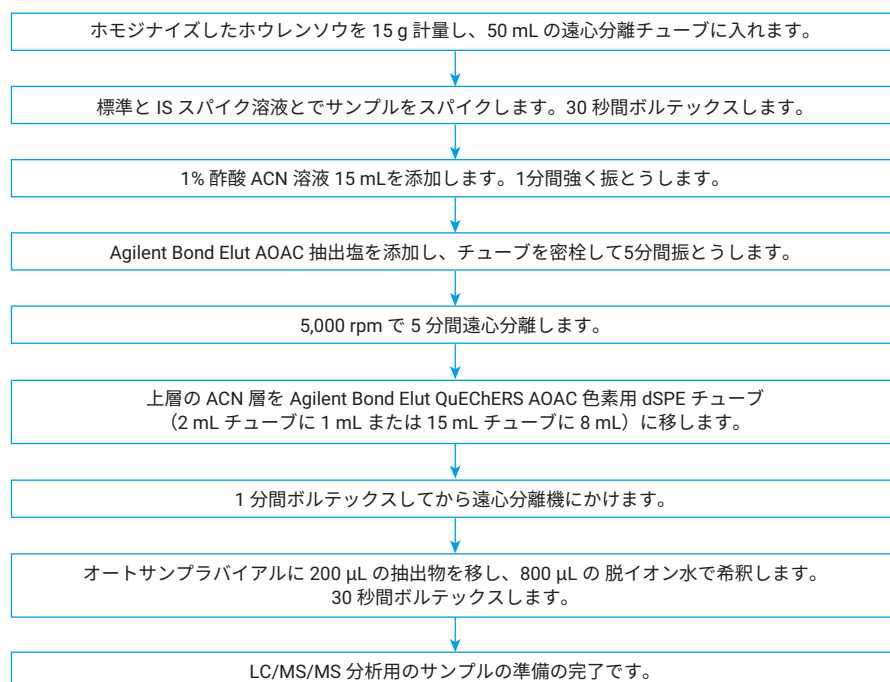 ホモジナイズしたホウレンソウを 15 g 計量し、50 mL の遠心分離チューブに入れます。
標準と IS スパイク溶液とでサンプルをスパイクします。30 秒間ボルテックスします。
1% 酢酸 ACN 溶液 15 mLを添加します。1分間強く振とうします。
Agilent Bond Elut AOAC 抽出塩を添加し、チューブを密栓して5分間振とうします。
5,000 rpm で 5 分間遠心分離します。
上層の ACN 層を Agilent Bond Elut QuEChERS AOAC 色素用 dSPE チューブ
（2 mL チューブに 1 mL または 15 mL チューブに 8 mL）に移します。
1 分間ボルテックスしてから遠心分離機にかけます。
オートサンプラバイアルに 200 µL の抽出物を移し、800 µL の 脱イオン水で希釈します。
30 秒間ボルテックスします。
LC/MS/MS 分析用のサンプルの準備の完了です。